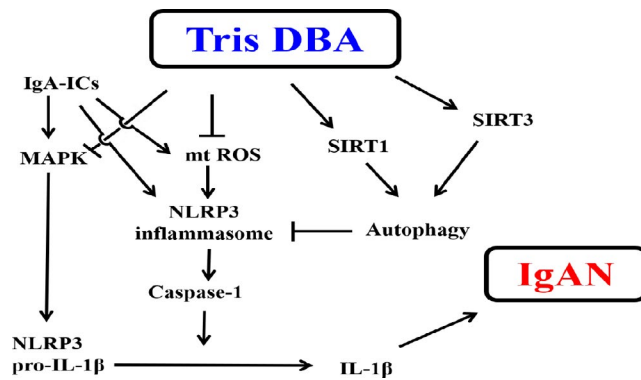 Tris DBA
IgA-ICs
SIRT3
SIRT1
MAPK
mt ROS
NLRP3
inflammasome
Autophagy
IgAN
Caspase-1
NLRP3
pro-IL-1β
IL-1β